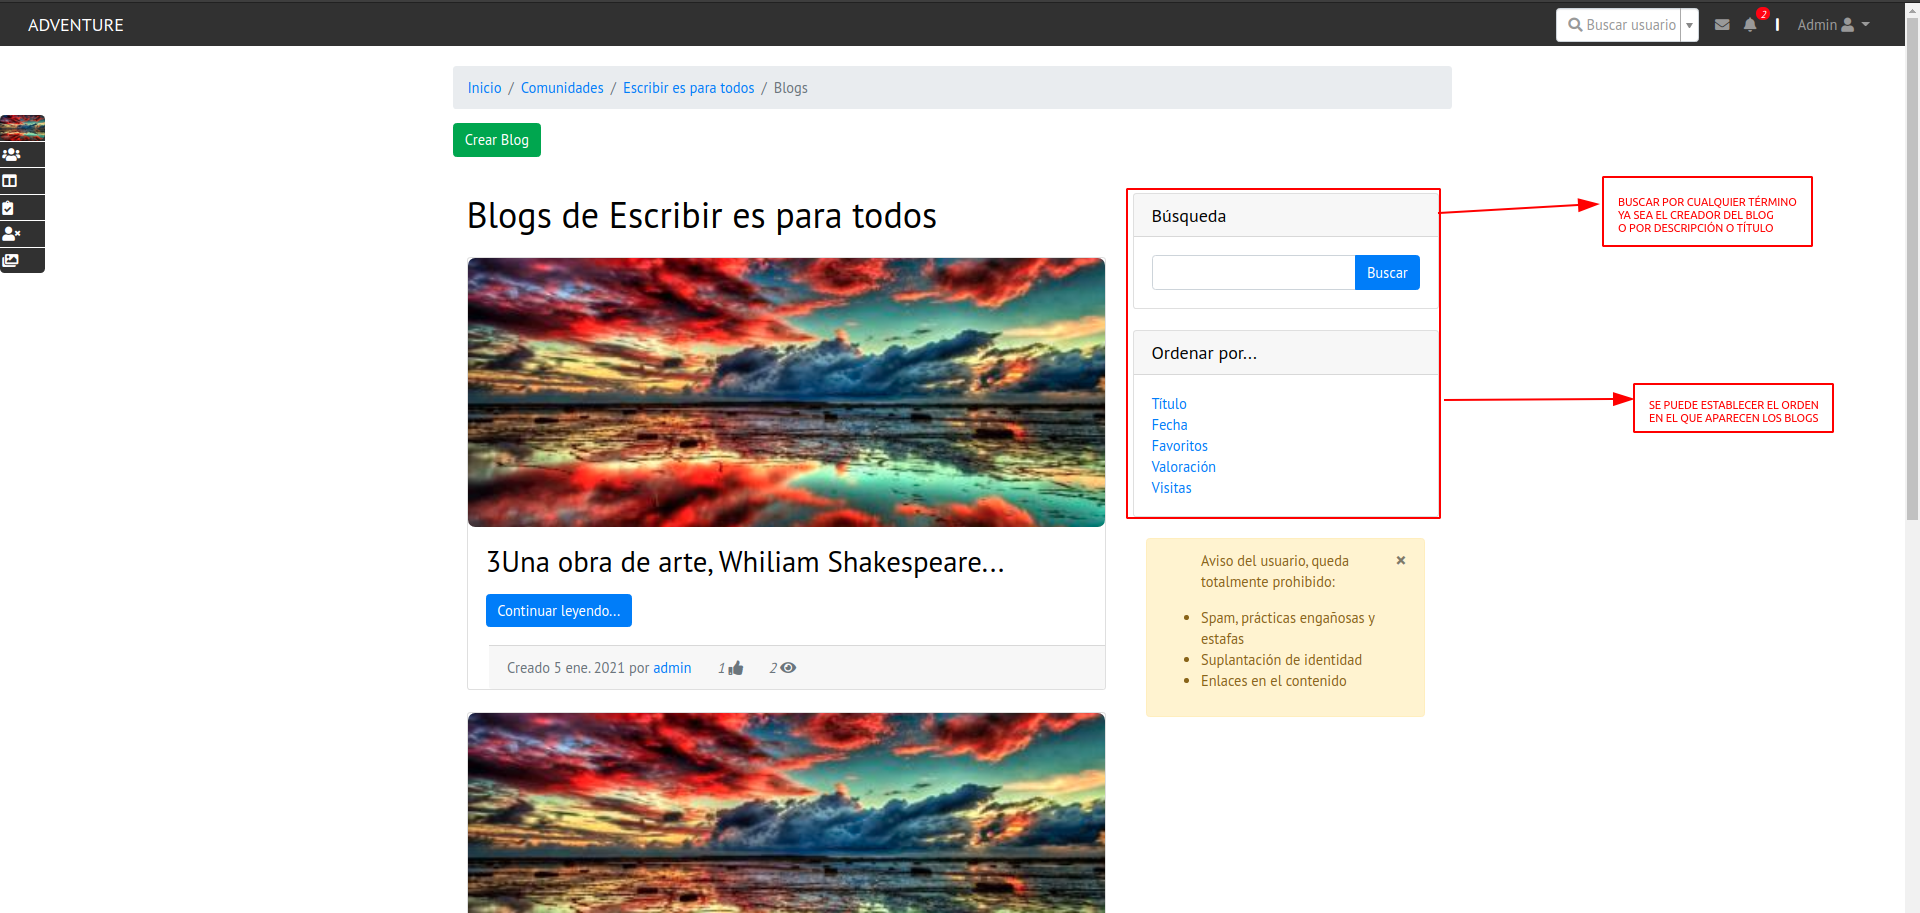 ADVENTURE
Buscar usuario
2
Admin
Inicio / Comunidades / Escribir es para todos / Blogs
Crear Blog
Blogs de Escribir es para todos
3Una obra de arte, Whiliam Shakespeare...
Continuar leyendo...
Creado 5 ene. 2021 por admin 1 2
Búsqueda
Buscar
Ordenar por...
Título
Fecha
Favoritos
Valoración
Visitas
Aviso del usuario, queda
totalmente prohibido:
×
• Spam, prácticas engañosas y
estafas
• Suplantación de identidad
• Enlaces en el contenido
BUSCAR POR CUALQUIER TÉRMINO
YA SEA EL CREADOR DEL BLOG
O POR DESCRIPCIÓN O TÍTULO
SE PUEDE ESTABLECER EL ORDEN
EN EL QUE APARECEN LOS BLOGS